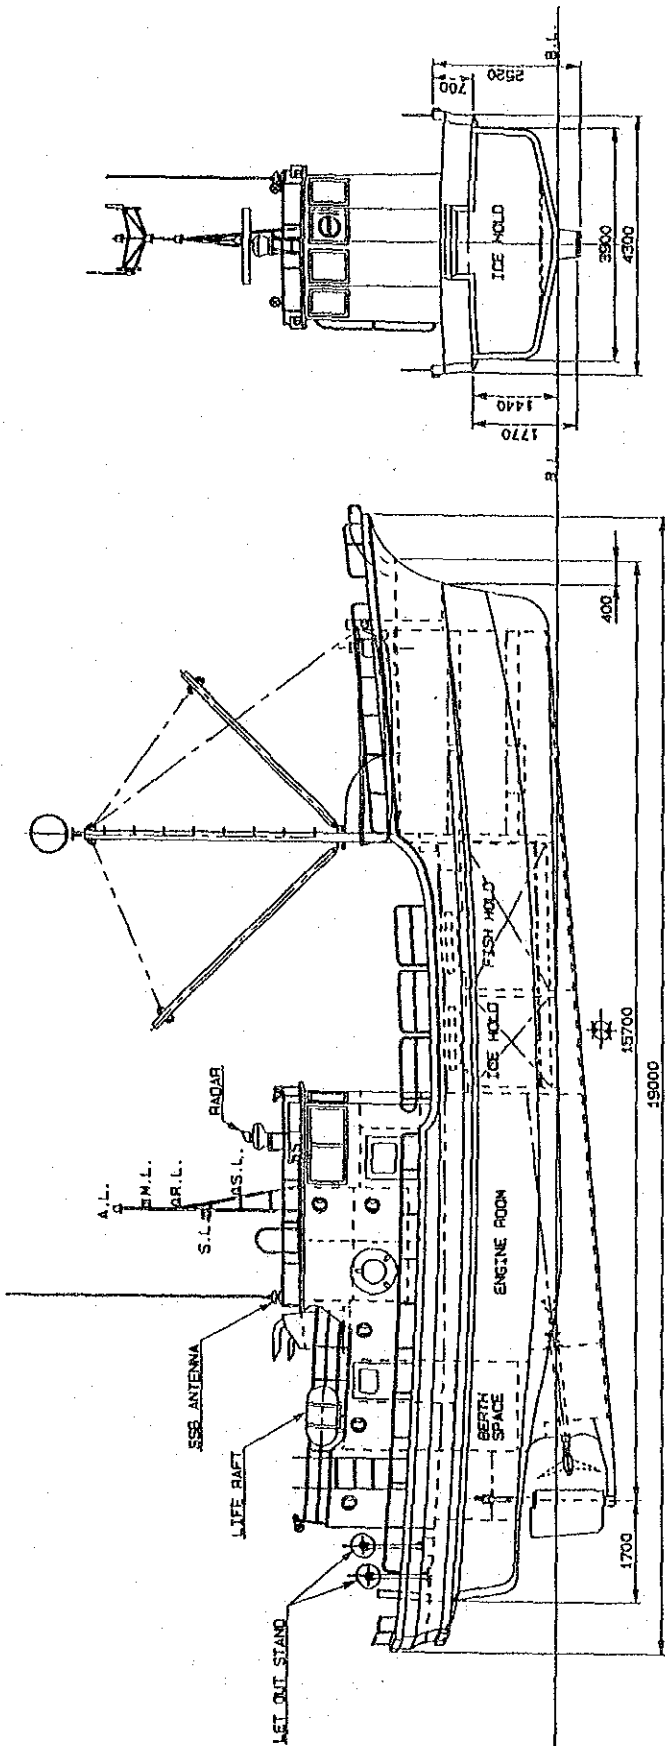 2520
B.L.
700
ICE HOLD
3900
4300
1440
1770
B.L.
400
RADAR
A.L.
M.L.
R.L.
S.L.
S.L.
SSB ANTENNA
LIFE RAFT
LET OUT STAND
FISH HOLD
ICE HOLD
ENGINE ROOM
BERTH
SPACE
15700
19000
1700